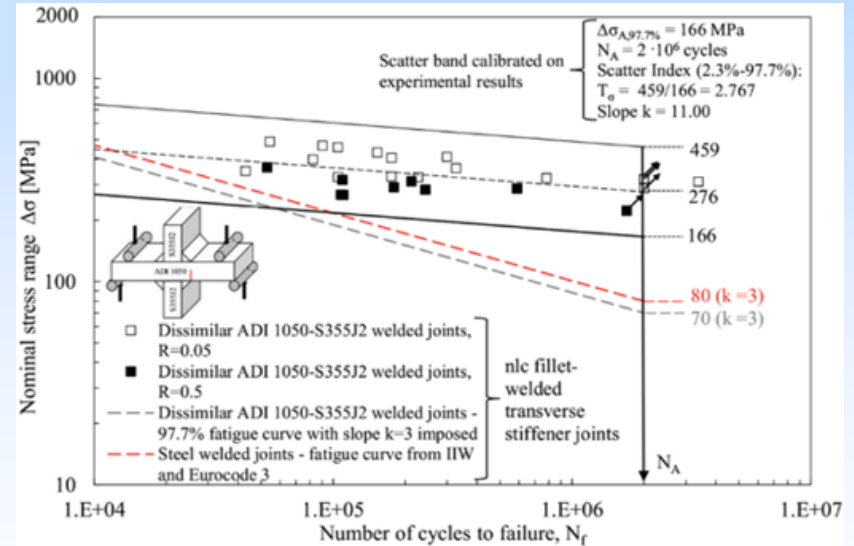 2000
1000
100
10
Nominal stress range Δσ [MPa]
Scatter band calibrated on
experimental results
ΔσA,97.7% = 166 MPa
NA = 2 ·10⁶ cycles
Scatter Index (2.3%-97.7%):
Tσ = 459/166 = 2.767
Slope k = 11.00
459
276
166
80 (k =3)
70 (k =3)
S355J2
ADI 1050
S355J2
Dissimilar ADI 1050-S355J2 welded joints,
R=0.05
Dissimilar ADI 1050-S355J2 welded joints,
R=0.5
Dissimilar ADI 1050-S355J2 welded joints -
97.7% fatigue curve with slope k=3 imposed
Steel welded joints - fatigue curve from IIW
and Eurocode 3
nlc fillet-
welded
transverse
stiffener joints
NA
1.E+04
1.E+05
1.E+06
1.E+07
Number of cycles to failure, Nf